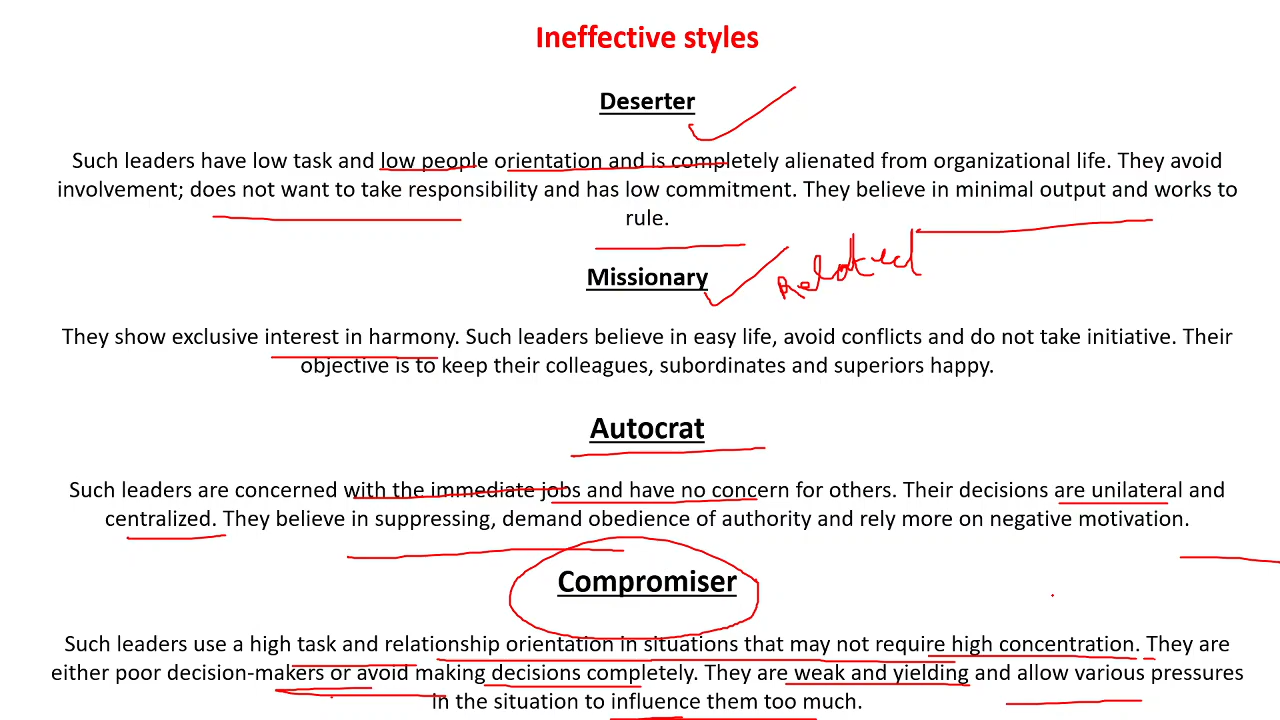 Ineffective styles
Deserter
Such leaders have low task and low people orientation and is completely alienated from organizational life. They avoid
involvement; does not want to take responsibility and has low commitment. They believe in minimal output and works to
rule.
Missionary
Related
They show exclusive interest in harmony. Such leaders believe in easy life, avoid conflicts and do not take initiative. Their
objective is to keep their colleagues, subordinates and superiors happy.
Autocrat
Such leaders are concerned with the immediate jobs and have no concern for others. Their decisions are unilateral and
centralized. They believe in suppressing, demand obedience of authority and rely more on negative motivation.
Compromiser
Such leaders use a high task and relationship orientation in situations that may not require high concentration. They are
either poor decision-makers or avoid making decisions completely. They are weak and yielding and allow various pressures
in the situation to influence them too much.